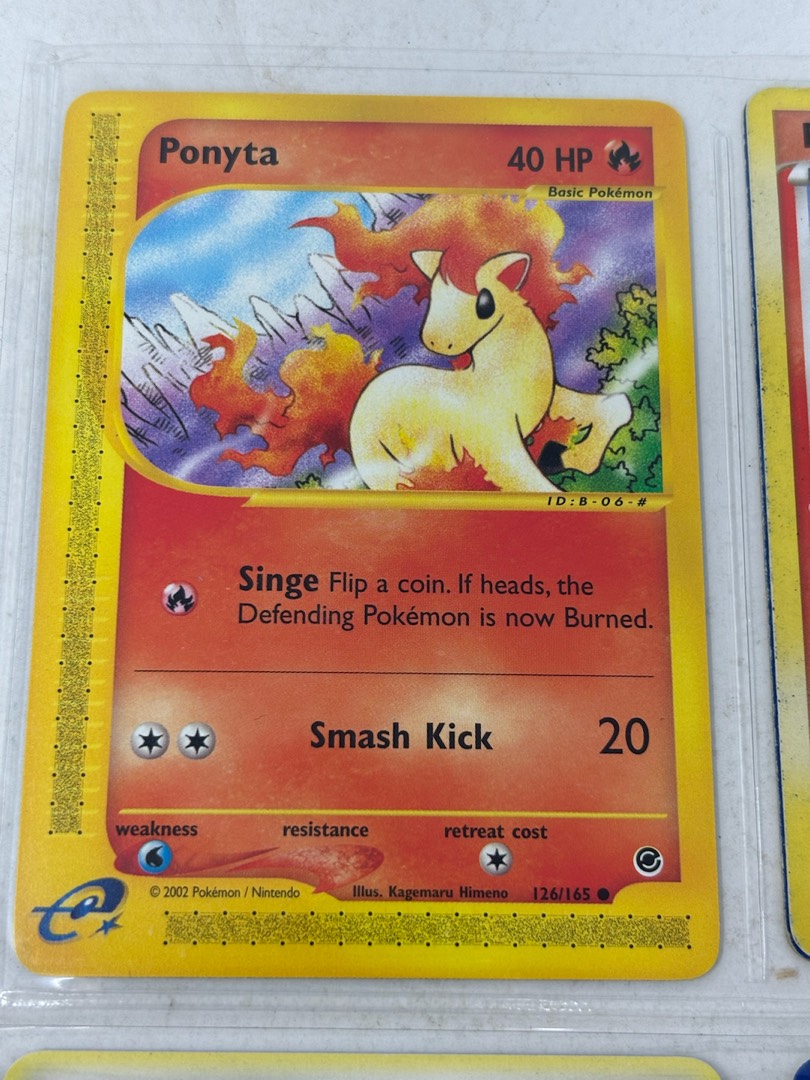 Ponyta 40 HP
Basic Pokémon
ID:B-06-#
Singe Flip a coin. If heads, the
Defending Pokémon is now Burned.
Smash Kick 20
weakness resistance retreat cost
© 2002 Pokémon / Nintendo Illus. Kagemaru Himeno 126/165 ●
e